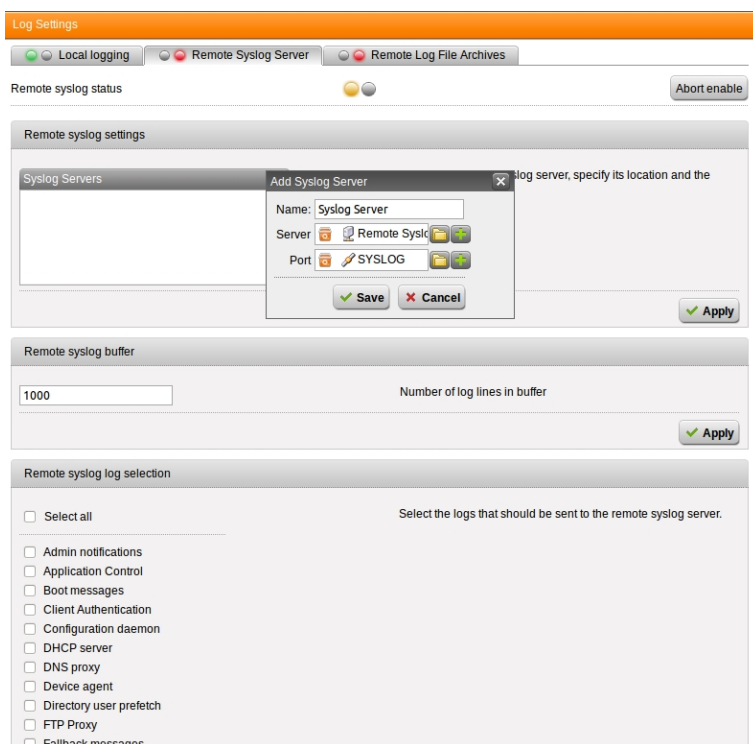 Log Settings
Local logging
Remote Syslog Server
Remote Log File Archives
Remote syslog status
Abort enable
Remote syslog settings
Syslog Servers
slog server, specify its location and the
Add Syslog Server
Name: Syslog Server
Server Remote Syslo
Port SYSLOG
Save Cancel
Apply
Remote syslog buffer
1000
Number of log lines in buffer
Apply
Remote syslog log selection
Select all
Select the logs that should be sent to the remote syslog server.
Admin notifications
Application Control
Boot messages
Client Authentication
Configuration daemon
DHCP server
DNS proxy
Device agent
Directory user prefetch
FTP Proxy
Fallback messages